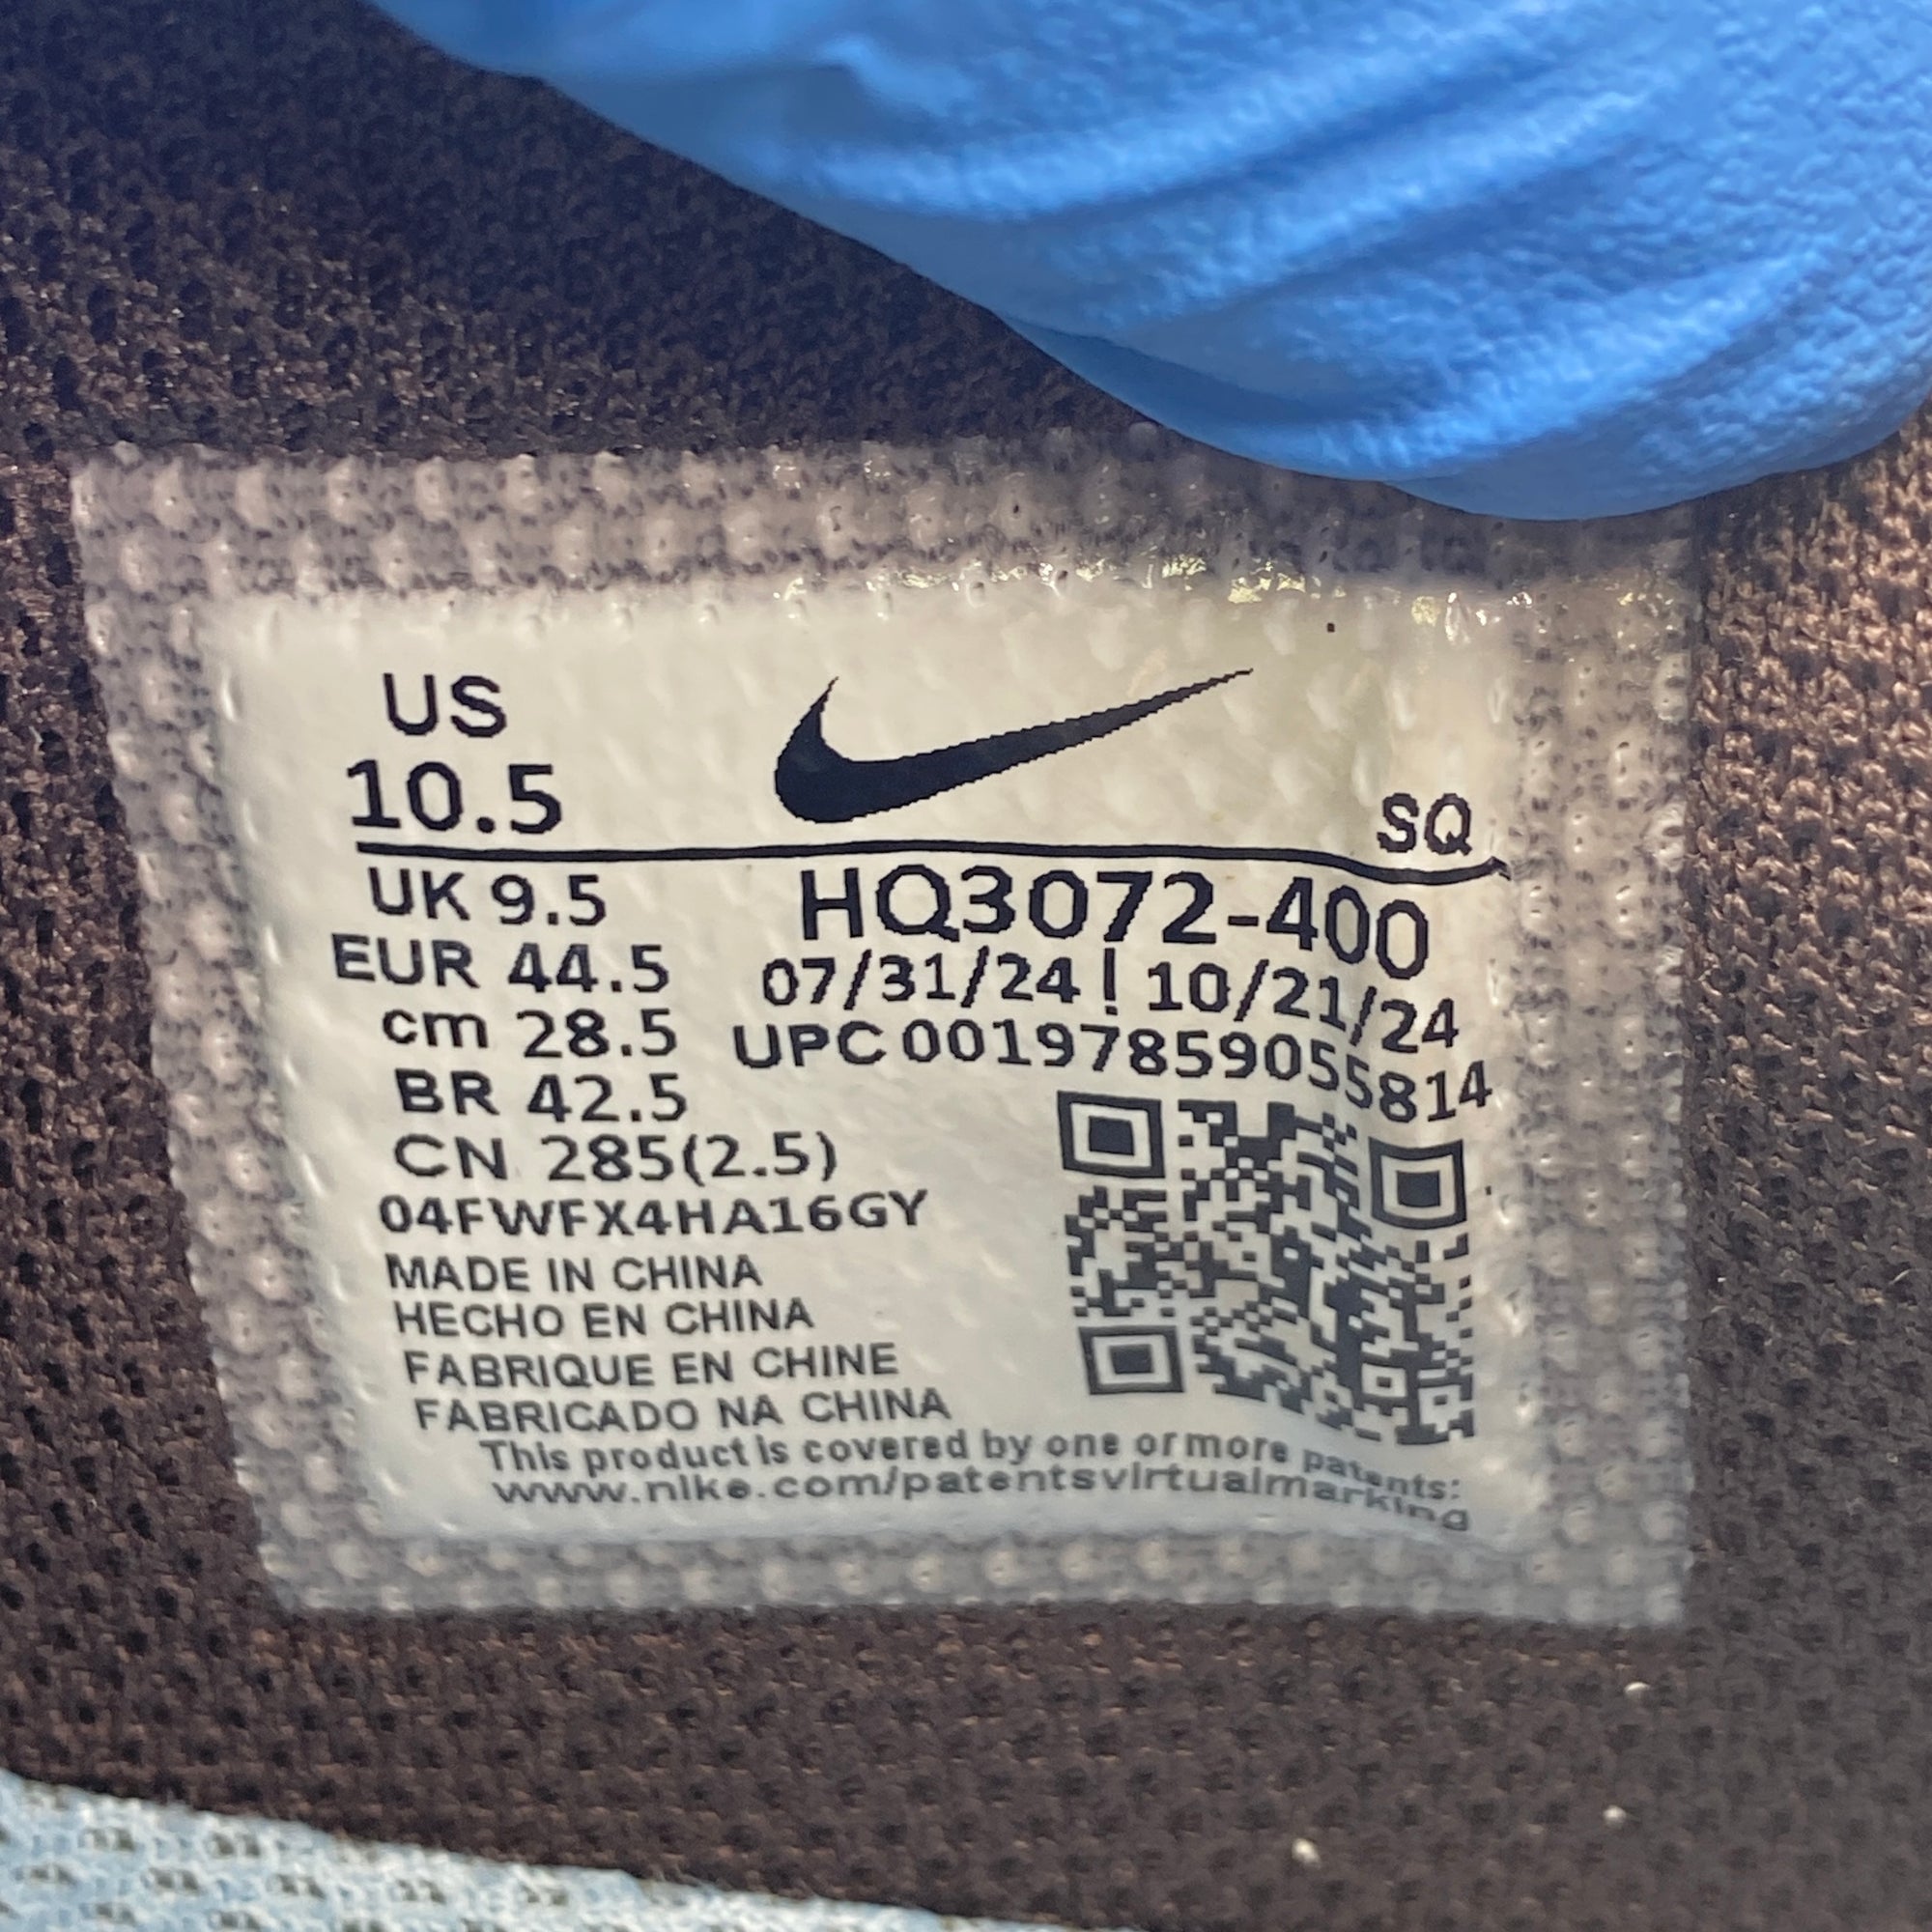 US
10.5
SQ
UK 9.5
EUR 44.5
cm 28.5
BR 42.5
CN 285(2.5)
HQ3072-400
07/31/24 ! 10/21/24
UPC 00197859055814
04FWFX4HA16GY
MADE IN CHINA
HECHO EN CHINA
FABRIQUE EN CHINE
FABRICADO NA CHINA
This product is covered by one or more patents:
www.nike.com/patentsvirtualmarking